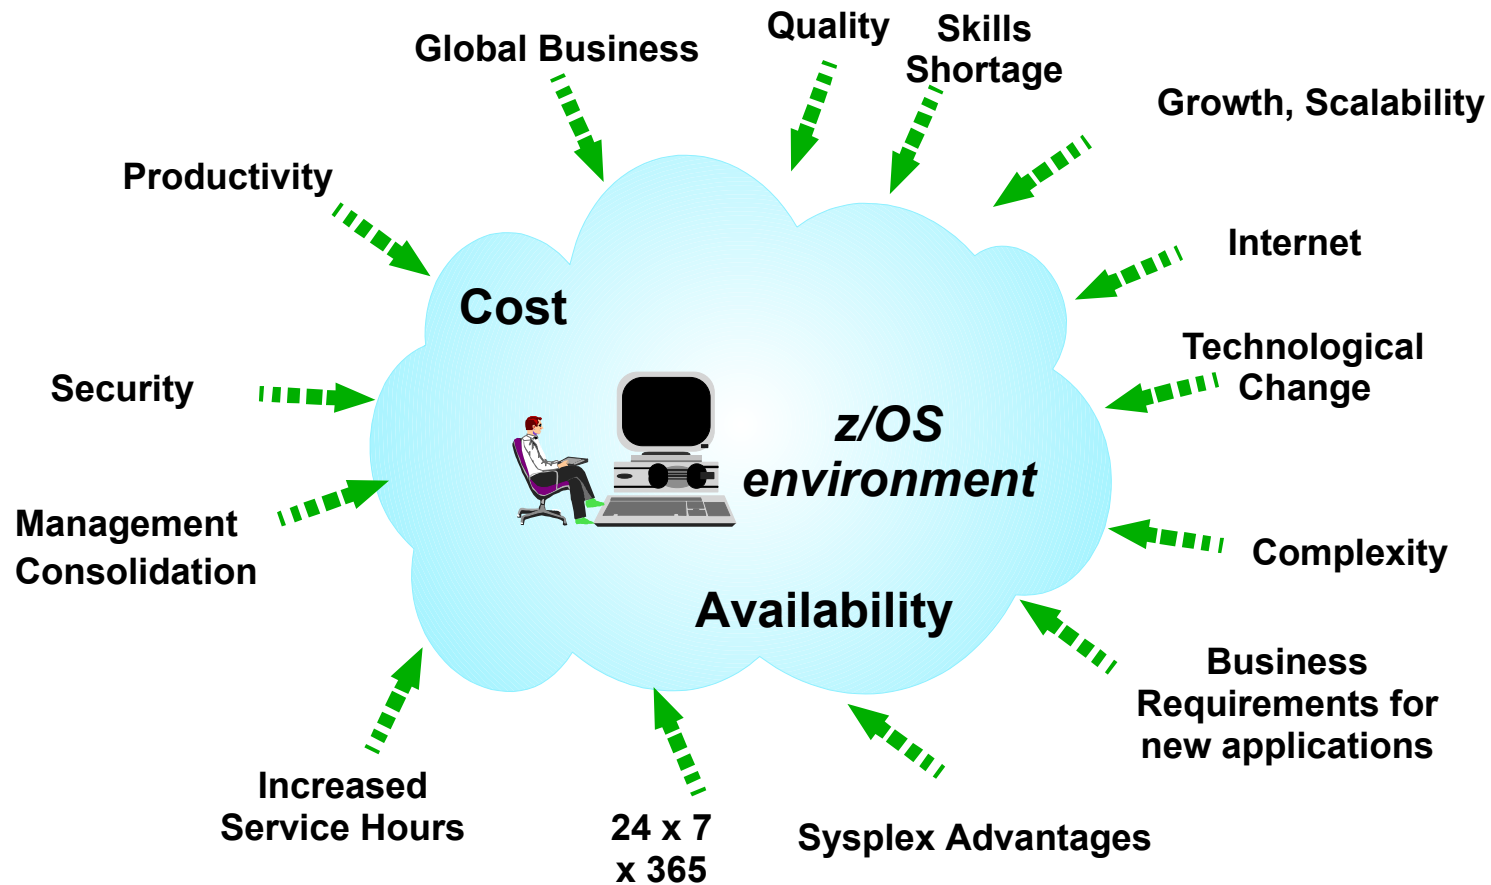 Global Business
Quality
Skills
Shortage
Growth, Scalability
Productivity
Internet
Cost
Technological
Change
Security
z/OS
environment
Management
Consolidation
Complexity
Availability
Business
Requirements for
new applications
Increased
Service Hours
24 x 7
x 365
Sysplex Advantages